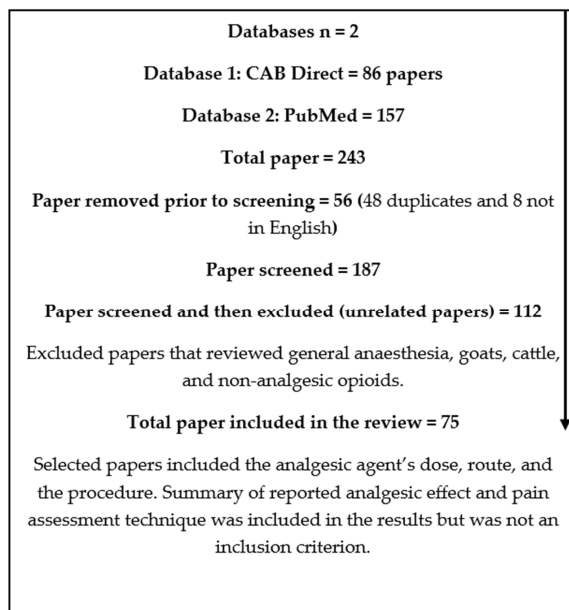 Databases n = 2
Database 1: CAB Direct = 86 papers
Database 2: PubMed = 157
Total paper = 243
Paper removed prior to screening = 56 (48 duplicates and 8 not
in English)
Paper screened = 187
Paper screened and then excluded (unrelated papers) = 112
Excluded papers that reviewed general anaesthesia, goats, cattle,
and non-analgesic opioids.
Total paper included in the review = 75
Selected papers included the analgesic agent's dose, route, and
the procedure. Summary of reported analgesic effect and pain
assessment technique was included in the results but was not an
inclusion criterion.